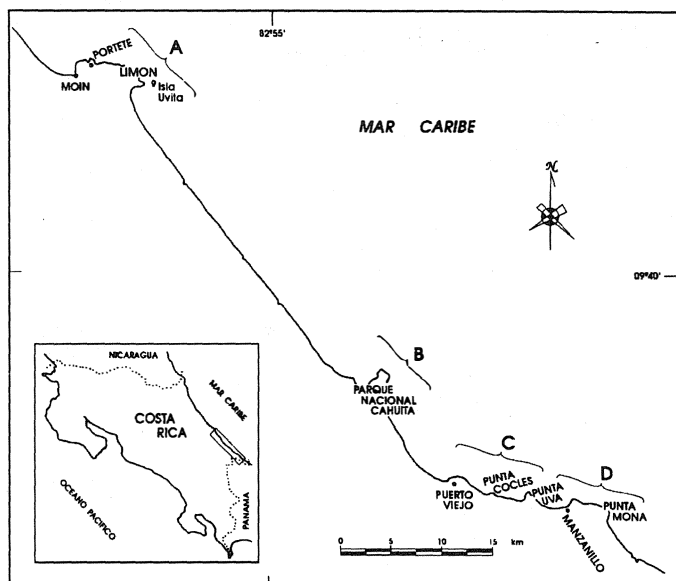 82°55'
PORTETE
A
LIMON
MOIN
Isla
Uvita
MAR CARIBE
N
09°40'
B
PARQUE
NACIONAL
CAHUITA
C
PUNTA
COCLES
D
PUERTO
VIEJO
PUNTA
UVA
PUNTA
MONA
MANZANILLO
0 5 10 15 km
NICARAGUA
MAR CARIBE
COSTA
RICA
OCEANO PACIFICO
PANAMA